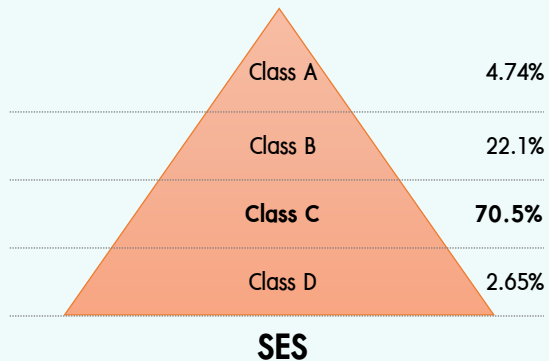 Class A 4.74%
Class B 22.1%
Class C 70.5%
Class D 2.65%
SES